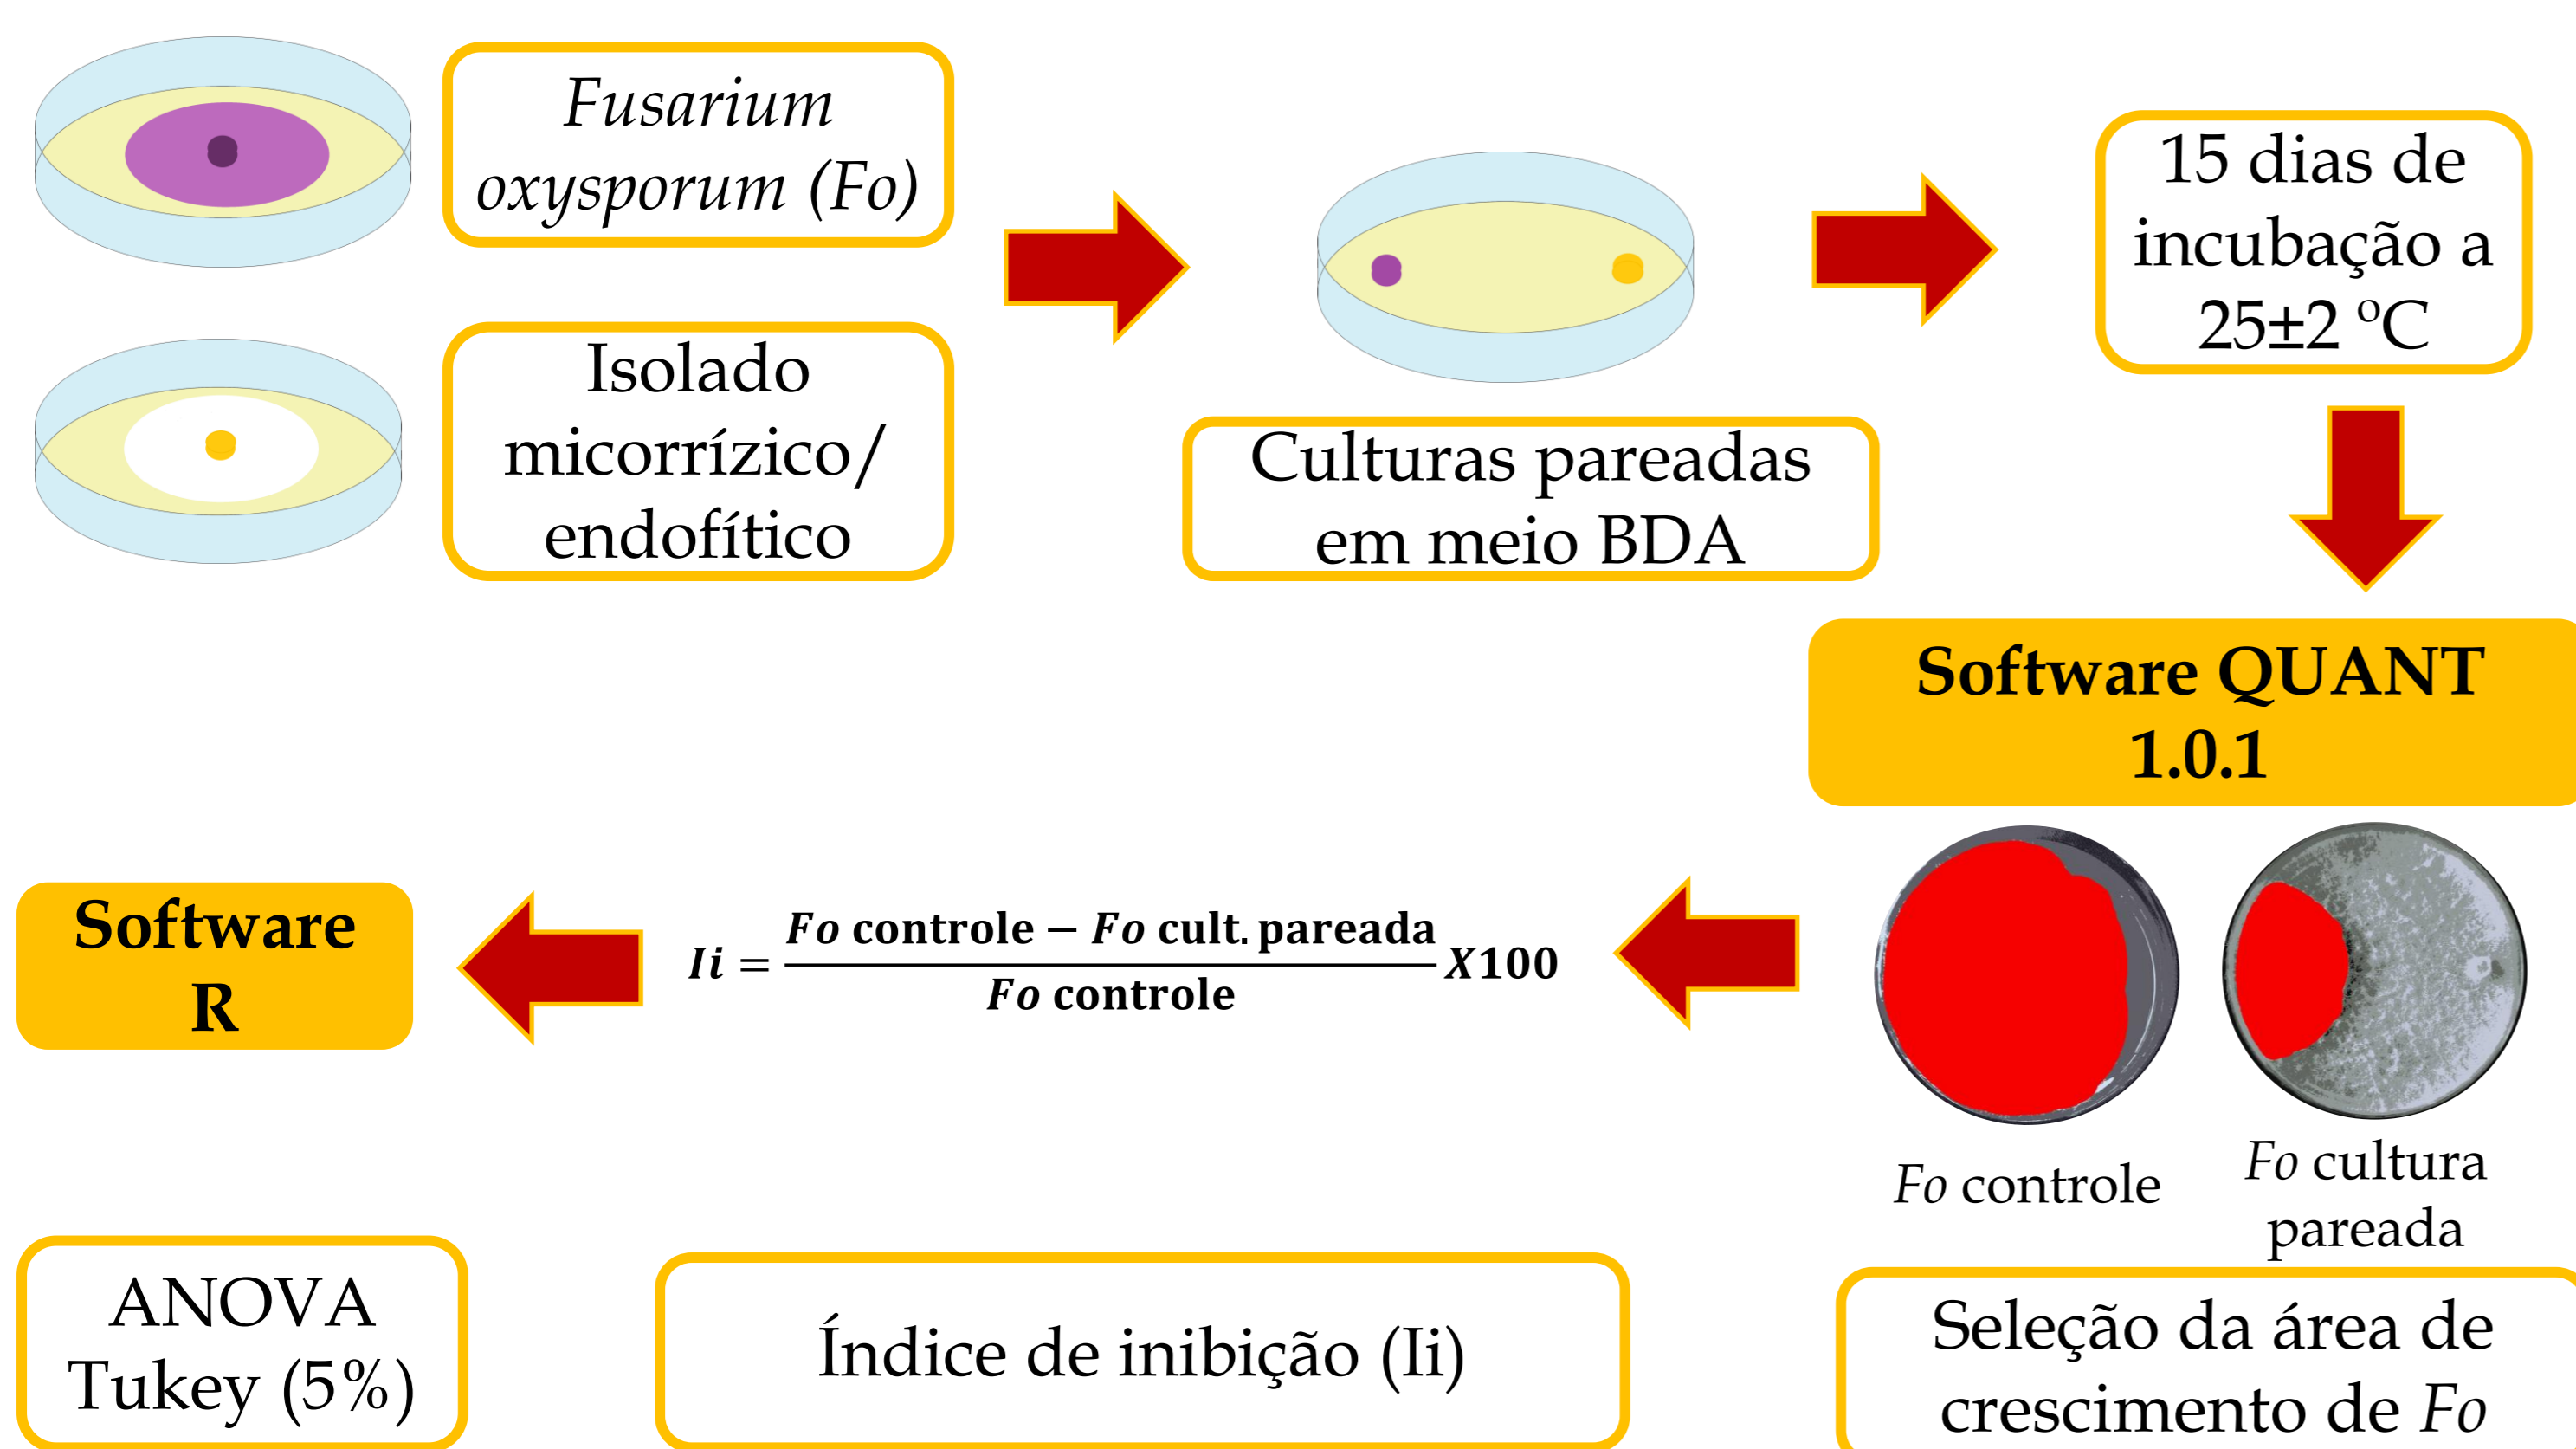 Fusarium
oxysporum (Fo)
Isolado
micorrízico/
endofítico
Culturas pareadas
em meio BDA
15 dias de
incubação a
25±2 ºC
Software QUANT
1.0.1
Fo controle
Fo cultura
pareada
Seleção da área de
crescimento de Fo
Ii = Fo controle − Fo cult. pareada
Fo controle
X100
Índice de inibição (Ii)
Software
R
ANOVA
Tukey (5%)